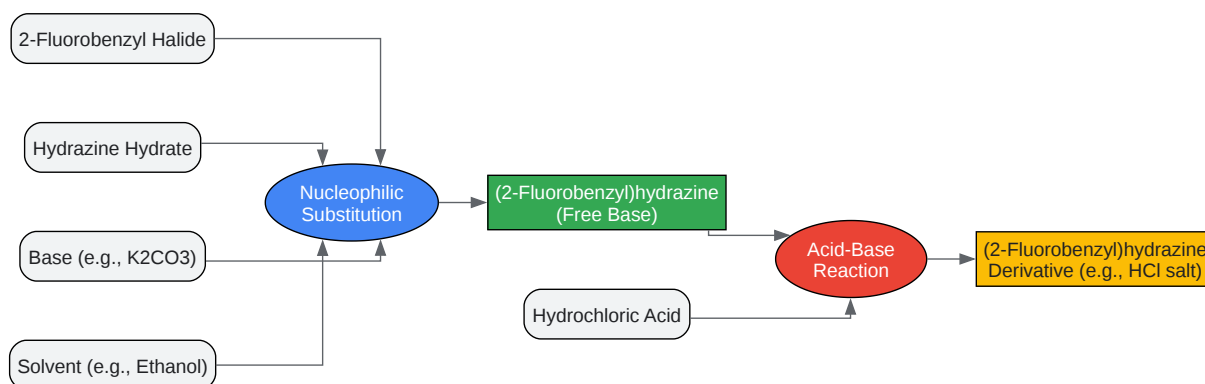 2-Fluorobenzyl Halide
Hydrazine Hydrate
Nucleophilic
Substitution
(2-Fluorobenzyl)hydrazine
(Free Base)
Base (e.g., K2CO3)
Acid-Base
Reaction
(2-Fluorobenzyl)hydrazine
Derivative (e.g., HCl salt)
Hydrochloric Acid
Solvent (e.g., Ethanol)